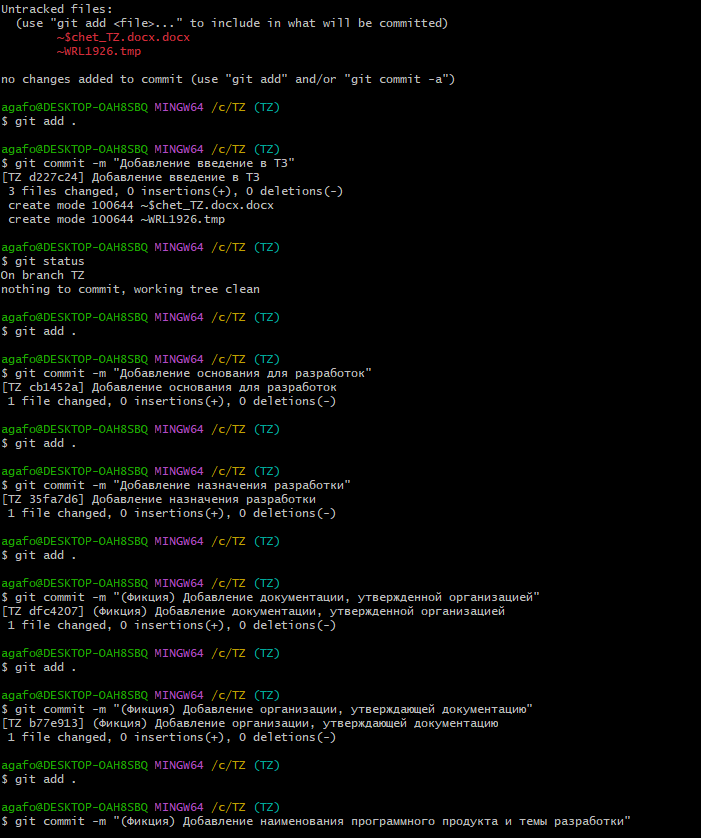 Untracked files:
  (use "git add <file>..." to include in what will be committed)
        ~$chet_TZ.docx.docx
        ~WRL1926.tmp

no changes added to commit (use "git add" and/or "git commit -a")

agafo@DESKTOP-OAH8SBQ MINGW64 /c/TZ (TZ)
$ git add .

agafo@DESKTOP-OAH8SBQ MINGW64 /c/TZ (TZ)
$ git commit -m "Добавление введение в ТЗ"
[TZ d227c24] Добавление введение в ТЗ
 3 files changed, 0 insertions(+), 0 deletions(-)
 create mode 100644 ~$chet_TZ.docx.docx
 create mode 100644 ~WRL1926.tmp

agafo@DESKTOP-OAH8SBQ MINGW64 /c/TZ (TZ)
$ git status
On branch TZ
nothing to commit, working tree clean

agafo@DESKTOP-OAH8SBQ MINGW64 /c/TZ (TZ)
$ git add .

agafo@DESKTOP-OAH8SBQ MINGW64 /c/TZ (TZ)
$ git commit -m "Добавление основания для разработок"
[TZ cb1452a] Добавление основания для разработок
 1 file changed, 0 insertions(+), 0 deletions(-)

agafo@DESKTOP-OAH8SBQ MINGW64 /c/TZ (TZ)
$ git add .

agafo@DESKTOP-OAH8SBQ MINGW64 /c/TZ (TZ)
$ git commit -m "Добавление назначения разработки"
[TZ 35fa7d6] Добавление назначения разработки
 1 file changed, 0 insertions(+), 0 deletions(-)

agafo@DESKTOP-OAH8SBQ MINGW64 /c/TZ (TZ)
$ git add .

agafo@DESKTOP-OAH8SBQ MINGW64 /c/TZ (TZ)
$ git commit -m "(Фикция) Добавление документации, утвержденной организацией"
[TZ dfc4207] (Фикция) Добавление документации, утвержденной организацией
 1 file changed, 0 insertions(+), 0 deletions(-)

agafo@DESKTOP-OAH8SBQ MINGW64 /c/TZ (TZ)
$ git add .

agafo@DESKTOP-OAH8SBQ MINGW64 /c/TZ (TZ)
$ git commit -m "(Фикция) Добавление организации, утверждающей документацию"
[TZ b77e913] (Фикция) Добавление организации, утверждающей документацию
 1 file changed, 0 insertions(+), 0 deletions(-)

agafo@DESKTOP-OAH8SBQ MINGW64 /c/TZ (TZ)
$ git add .

agafo@DESKTOP-OAH8SBQ MINGW64 /c/TZ (TZ)
$ git commit -m "(Фикция) Добавление наименования программного продукта и темы разработки"